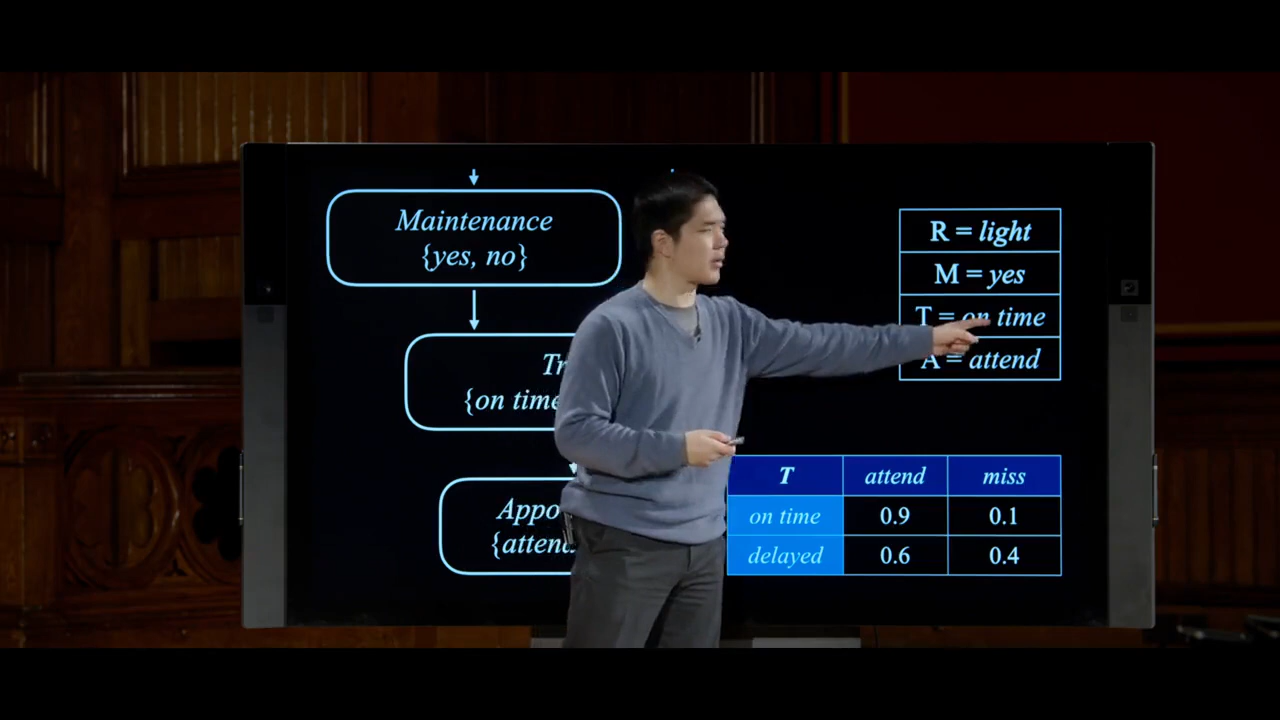 Maintenance
{yes, no}
{on time
{attend
R = light
M = yes
T = on time
A = attend
T attend miss
on time 0.9 0.1
delayed 0.6 0.4